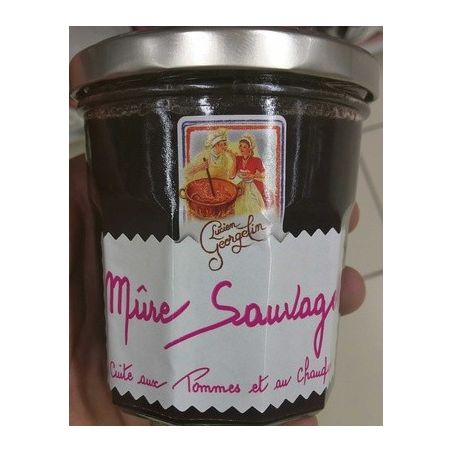 Lucien
Georgelin
Mûre Sauvage
Cuite aux Pommes et au Chaud